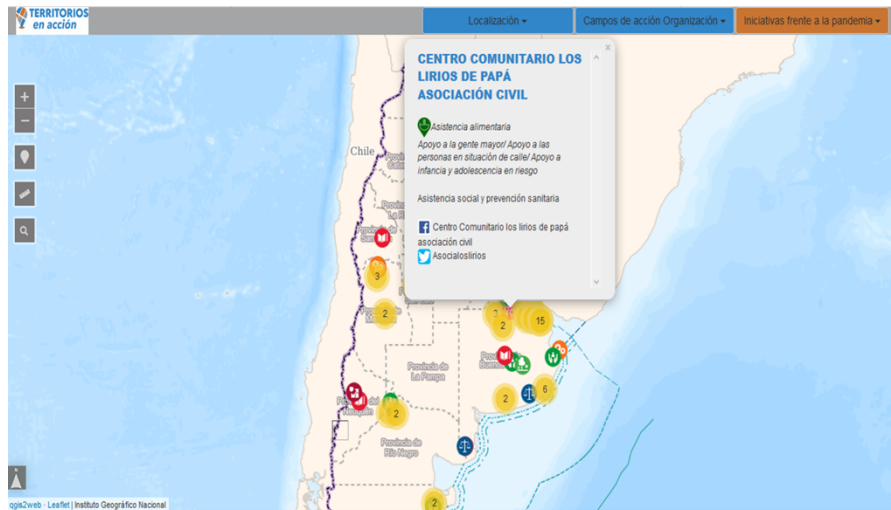 TERRITORIOS
en acción
Localización
Campos de acción Organización
Iniciativas frente a la pandemia
x
CENTRO COMUNITARIO LOS
LIRIOS DE PAPÁ
ASOCIACIÓN CIVIL
Asistencia alimentaria
Apoyo a la gente mayor/ Apoyo a las
personas en situación de calle/ Apoyo a
infancia y adolescencia en riesgo
Asistencia social y prevención sanitaria
Centro Comunitario los lirios de papá
asociación civil
Asocialoslirios
+
−
Chile
3
2
2
15
Provincia de
La Pampa
2
6
2
Provincia de
Río Negro
2
qgis2web · Leaflet | Instituto Geográfico Nacional